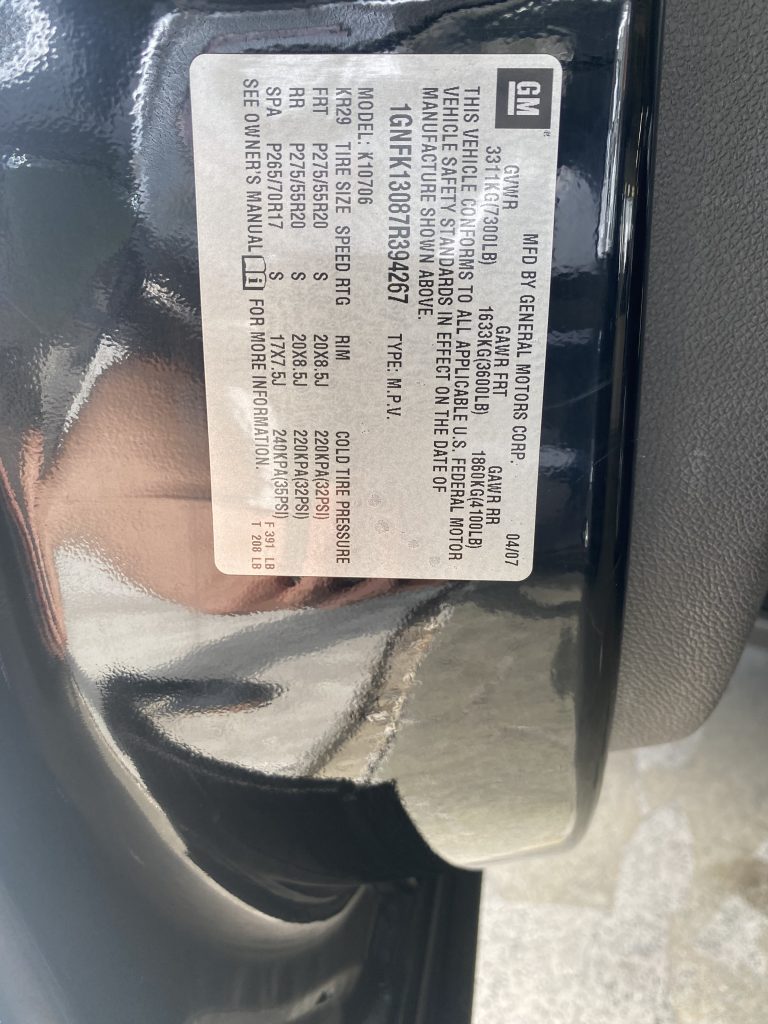 GM
MFD BY GENERAL MOTORS CORP. 04/07
GVWR GAWR FRT GAWR RR
3311KG(7300LB) 1633KG(3600LB) 1860KG(4100LB)
THIS VEHICLE CONFORMS TO ALL APPLICABLE U.S. FEDERAL MOTOR
VEHICLE SAFETY STANDARDS IN EFFECT ON THE DATE OF
MANUFACTURE SHOWN ABOVE.
1GNFK13087R394267 TYPE: M.P.V.
MODEL: K10706
KR29 TIRE SIZE SPEED RTG RIM COLD TIRE PRESSURE
FRT P275/55R20 S 20X8.5J 220KPA(32PSI)
RR P275/55R20 S 20X8.5J 220KPA(32PSI)
SPA P265/70R17 S 17X7.5J 240KPA(35PSI)
SEE OWNER'S MANUAL i FOR MORE INFORMATION.
F 391 LB
T 208 LB